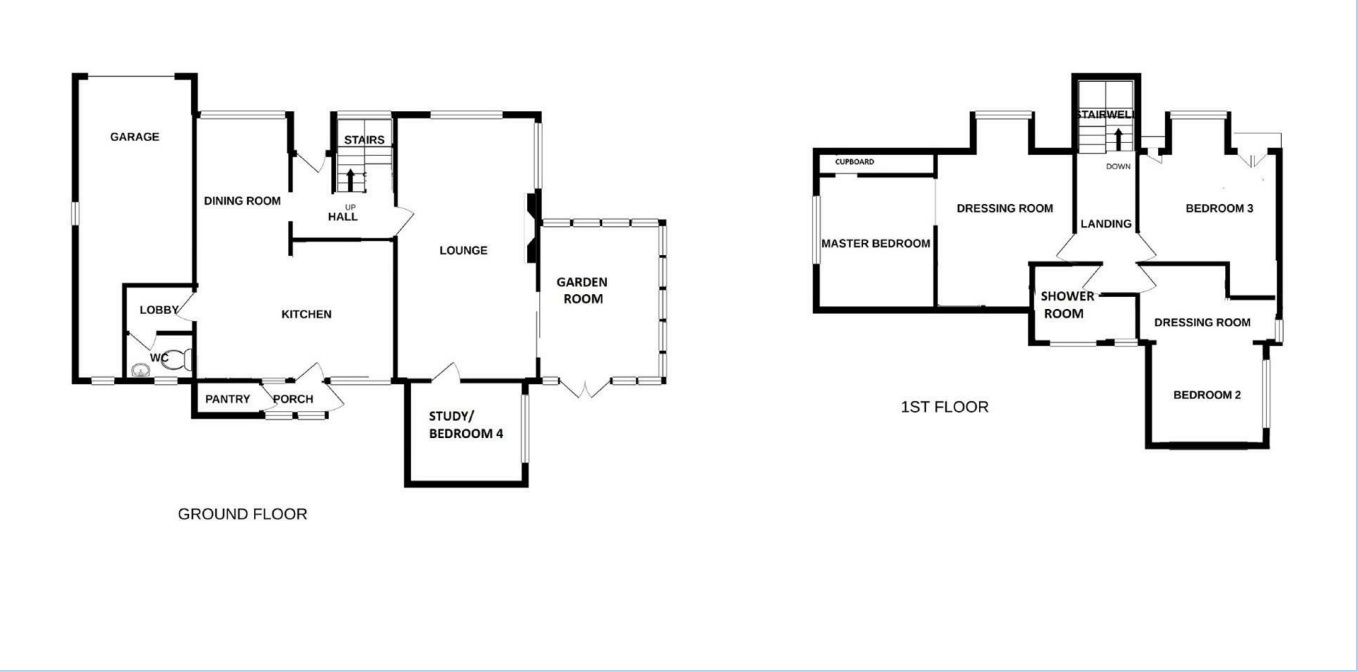 GARAGE
STAIRS
DINING ROOM
UP
HALL
LOUNGE
GARDEN
ROOM
LOBBY
KITCHEN
WC
PANTRY
PORCH
STUDY/
BEDROOM 4
GROUND FLOOR
STAIRWELL
CUPBOARD
DOWN
DRESSING ROOM
BEDROOM 3
LANDING
MASTER BEDROOM
SHOWER
ROOM
DRESSING ROOM
BEDROOM 2
1ST FLOOR